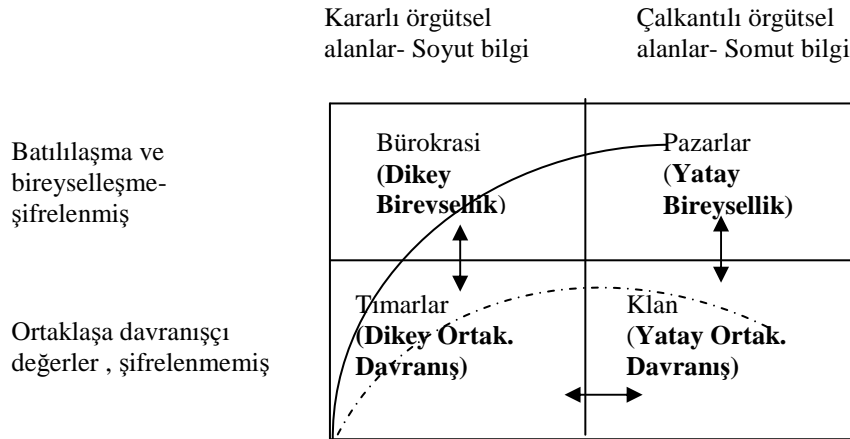 Kararlı örgütsel
alanlar- Soyut bilgi
Çalkantılı örgütsel
alanlar- Somut bilgi
Batılılaşma ve
bireyselleşme-
şifrelenmiş
Bürokrasi
(Dikey
Bireysellik)
Pazarlar
(Yatay
Bireysellik)
Ortaklaşa davranışçı
değerler , şifrelenmemiş
Tımarlar
(Dikey Ortak.
Davranış)
Klan
(Yatay Ortak.
Davranış)